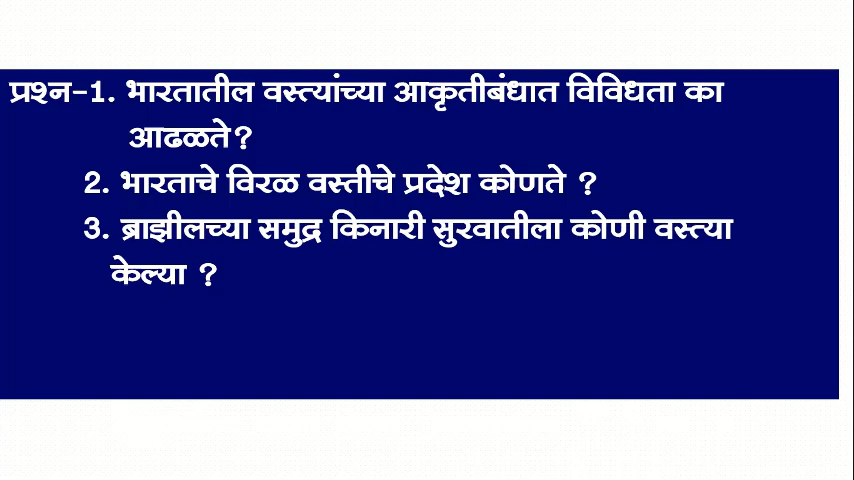 प्रश्न-1. भारतातील वस्त्यांच्या आकृतीबंधात विविधता का
आढळते?
2. भारताचे विरळ वस्तीचे प्रदेश कोणते ?
3. ब्राझीलच्या समुद्र किनारी सुरवातीला कोणी वस्त्या
केल्या ?